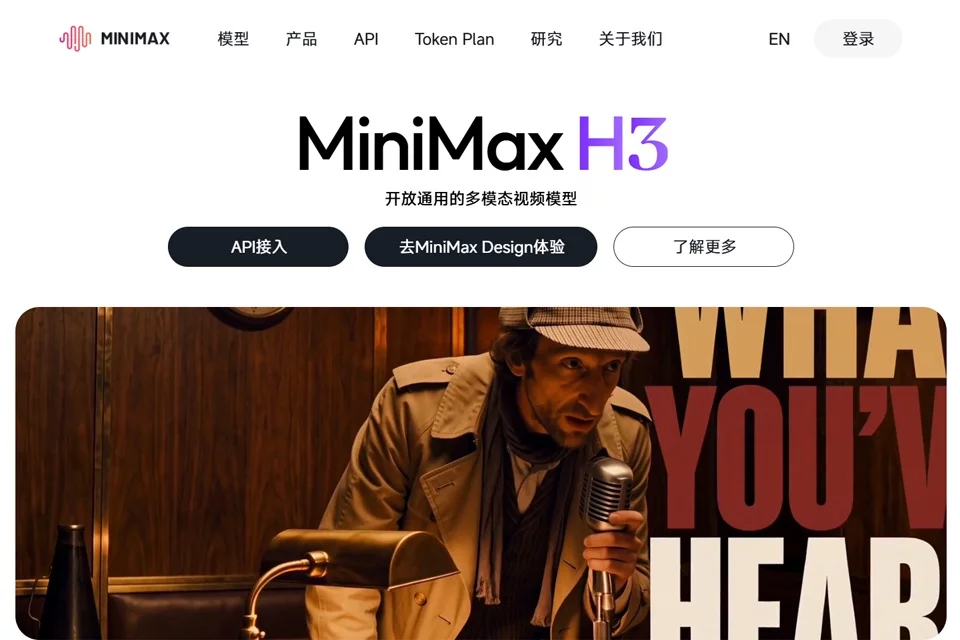 MINIMAX 模型 产品 API Token Plan 研究 关于我们 EN 登录
MiniMax H3
开放通用的多模态视频模型
API接入 去MiniMax Design体验 了解更多
WHA
YOU'V
HEAR